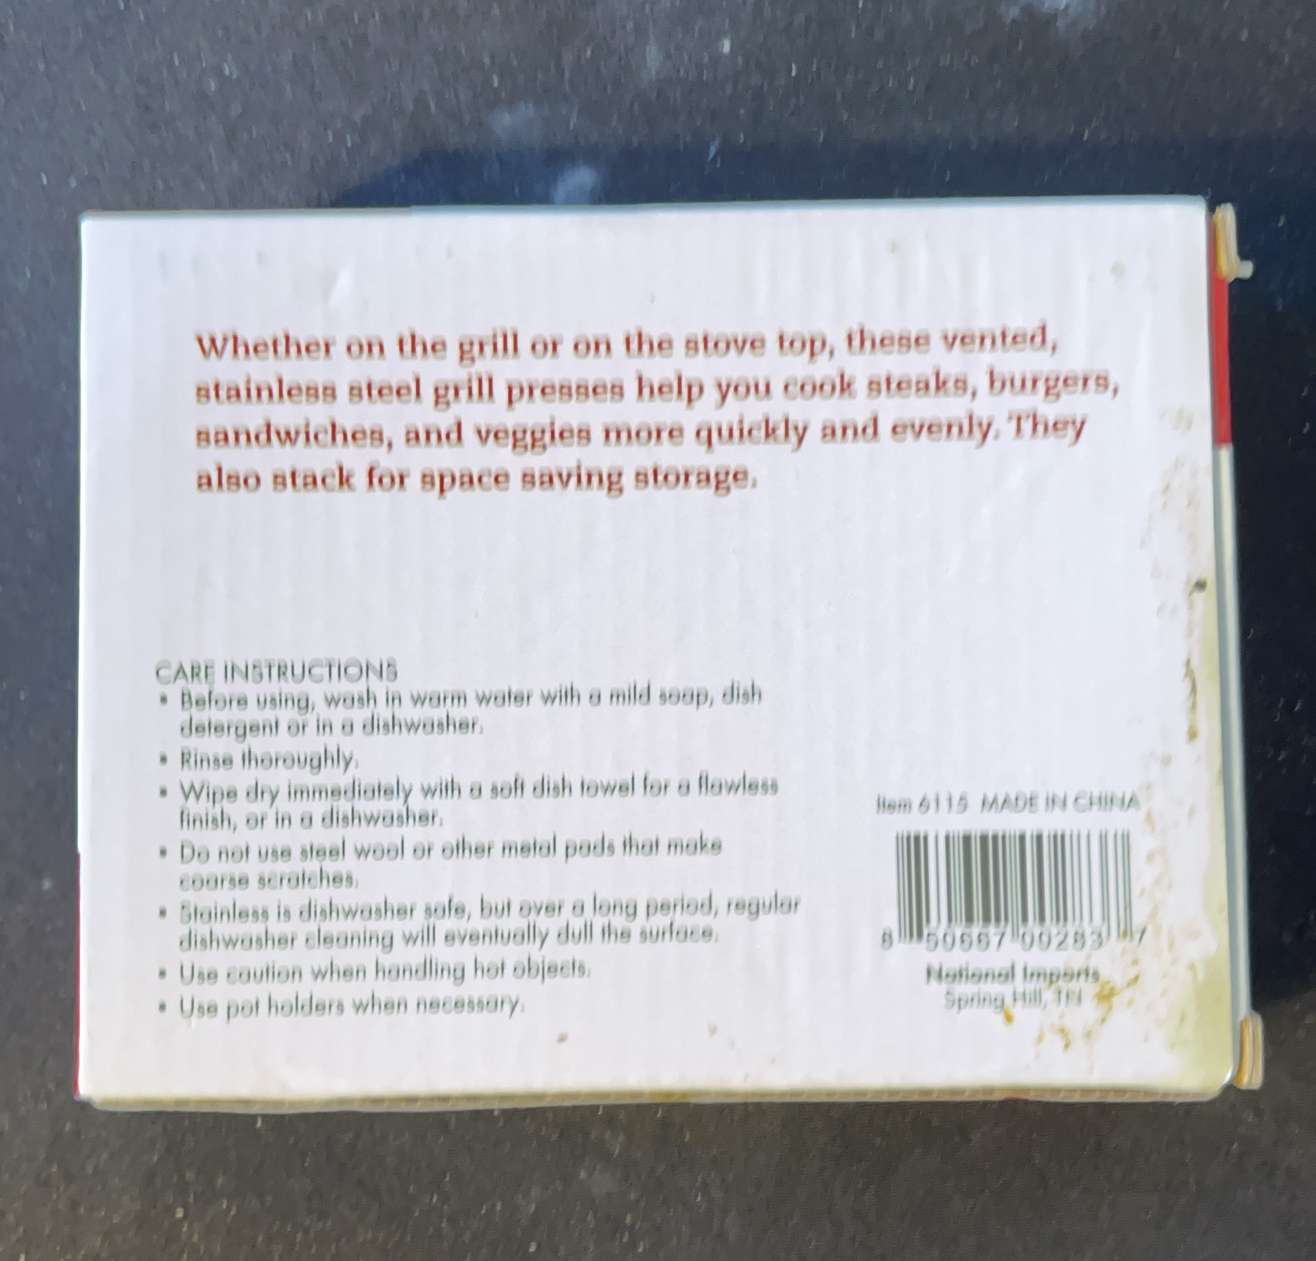 Whether on the grill or on the stove top, these vented,
stainless steel grill presses help you cook steaks, burgers,
sandwiches, and veggies more quickly and evenly. They
also stack for space saving storage.
CARE INSTRUCTIONS
• Before using, wash in warm water with a mild soap, dish
detergent or in a dishwasher.
• Rinse thoroughly.
• Wipe dry immediately with a soft dish towel for a flawless
finish, or in a dishwasher.
• Do not use steel wool or other metal pads that make
coarse scratches.
• Stainless is dishwasher safe, but over a long period, regular
dishwasher cleaning will eventually dull the surface.
• Use caution when handling hot objects.
• Use pot holders when necessary.
Item 6115 MADE IN CHINA
8 50667 00283 7
National Imports
Spring Hill, TN